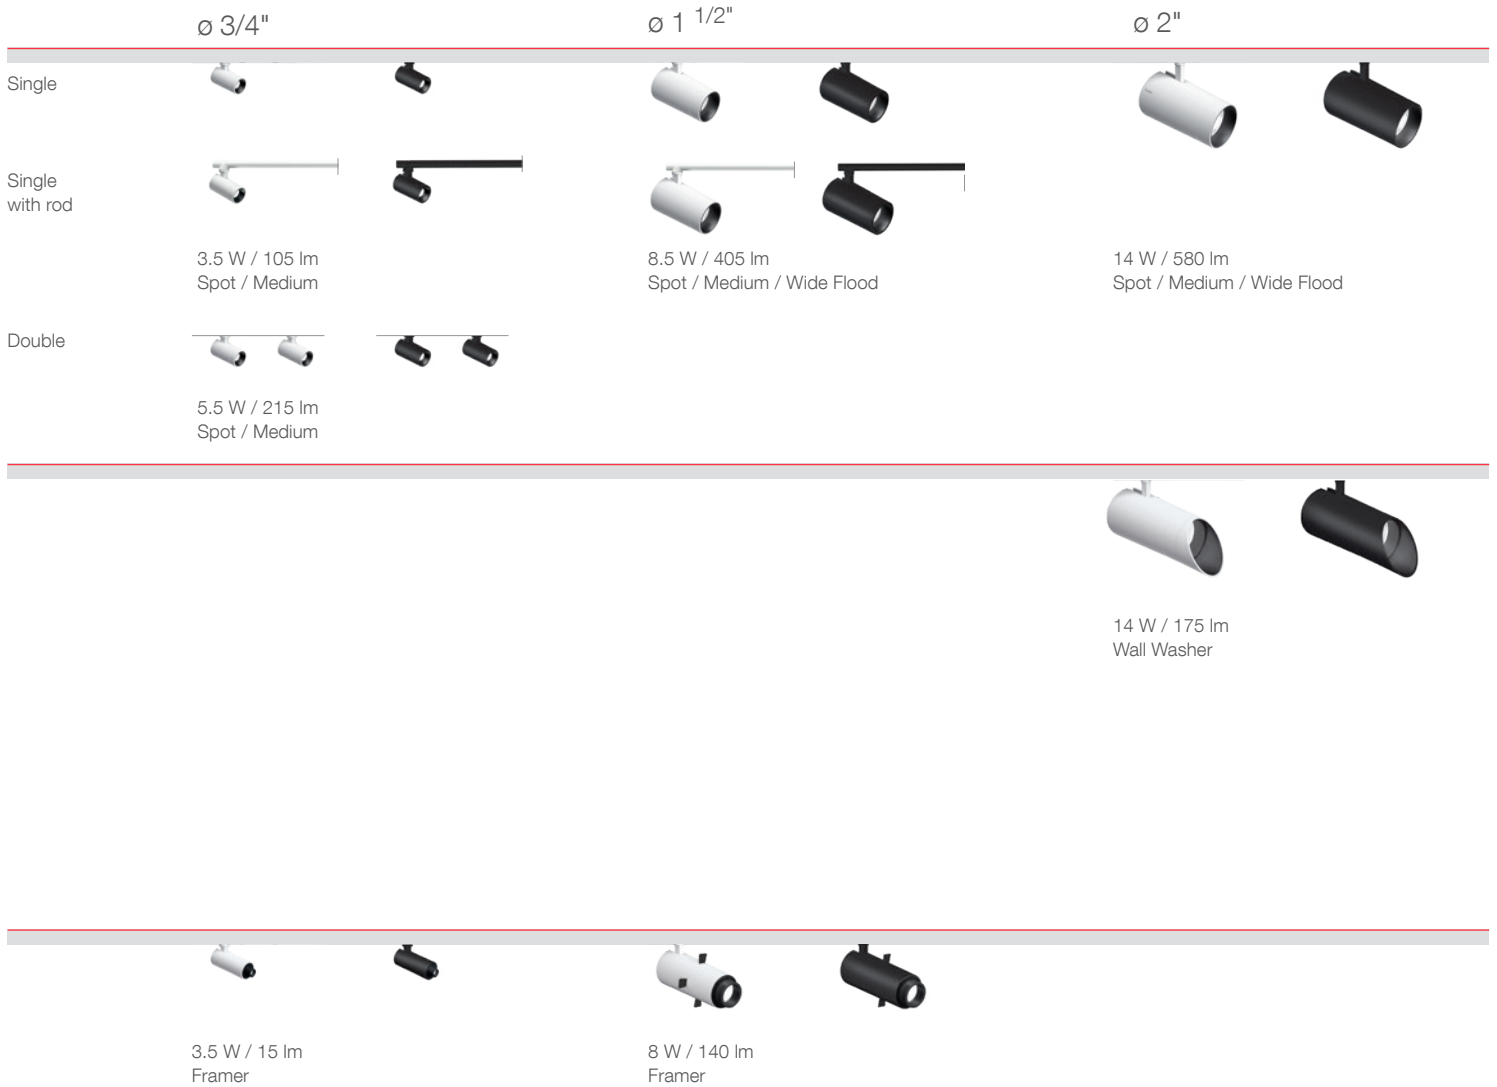 ø 3/4"
ø 1 1/2"
ø 2"
Single
Single
with rod
3.5 W / 105 lm
Spot / Medium
8.5 W / 405 lm
Spot / Medium / Wide Flood
14 W / 580 lm
Spot / Medium / Wide Flood
Double
5.5 W / 215 lm
Spot / Medium
14 W / 175 lm
Wall Washer
3.5 W / 15 lm
Framer
8 W / 140 lm
Framer